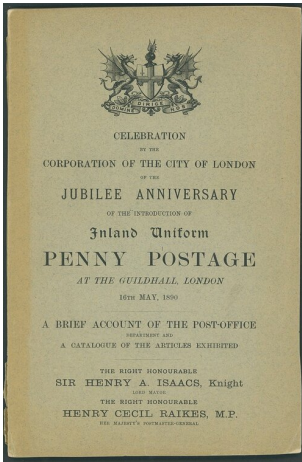 DOMINE DIRIGE NOS
CELEBRATION
BY THE
CORPORATION OF THE CITY OF LONDON
OF THE
JUBILEE ANNIVERSARY
OF THE INTRODUCTION OF
Inland Uniform
PENNY POSTAGE
AT THE GUILDHALL, LONDON
16TH MAY, 1890
A BRIEF ACCOUNT OF THE POST-OFFICE
DEPARTMENT AND
A CATALOGUE OF THE ARTICLES EXHIBITED
THE RIGHT HONOURABLE
SIR HENRY A. ISAACS, Knight
LORD MAYOR
THE RIGHT HONOURABLE
HENRY CECIL RAIKES, M.P.
HER MAJESTY'S POSTMASTER-GENERAL